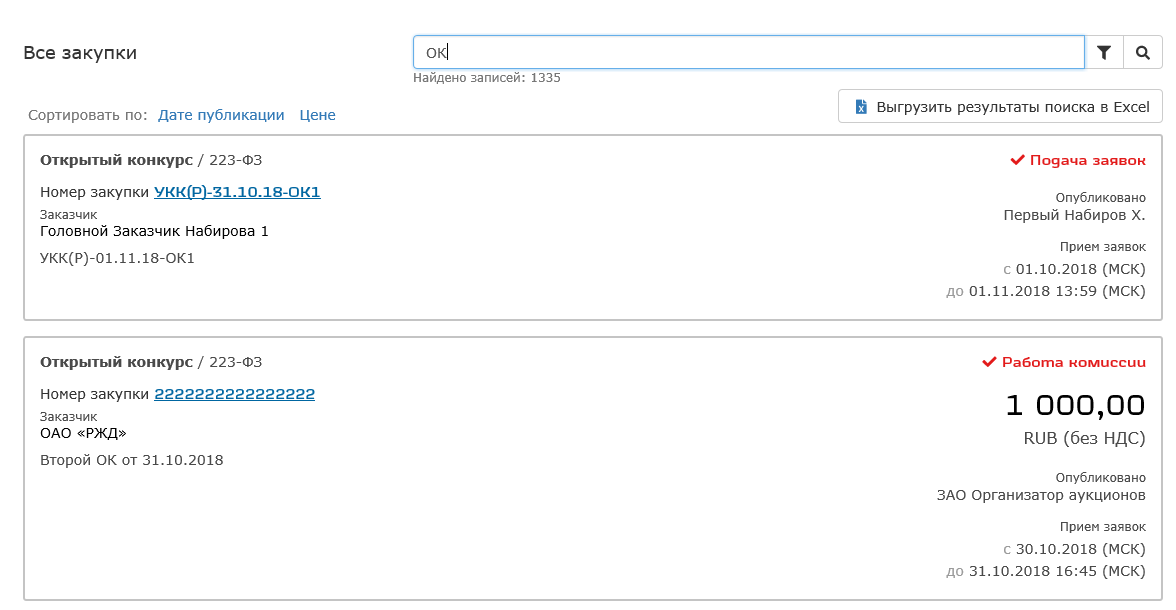 Все закупки
ОК
Найдено записей: 1335
Сортировать по: Дате публикации Цене
Выгрузить результаты поиска в Excel
Открытый конкурс / 223-ФЗ
Подача заявок
Номер закупки УКК(Р)-31.10.18-ОК1
Заказчик
Головной Заказчик Набирова 1
УКК(Р)-01.11.18-ОК1
Опубликовано
Первый Набиров Х.
Прием заявок
с 01.10.2018 (МСК)
до 01.11.2018 13:59 (МСК)
Открытый конкурс / 223-ФЗ
Работа комиссии
Номер закупки 2222222222222222
Заказчик
ОАО «РЖД»
Второй ОК от 31.10.2018
1 000,00
RUB (без НДС)
Опубликовано
ЗАО Организатор аукционов
Прием заявок
с 30.10.2018 (МСК)
до 31.10.2018 16:45 (МСК)